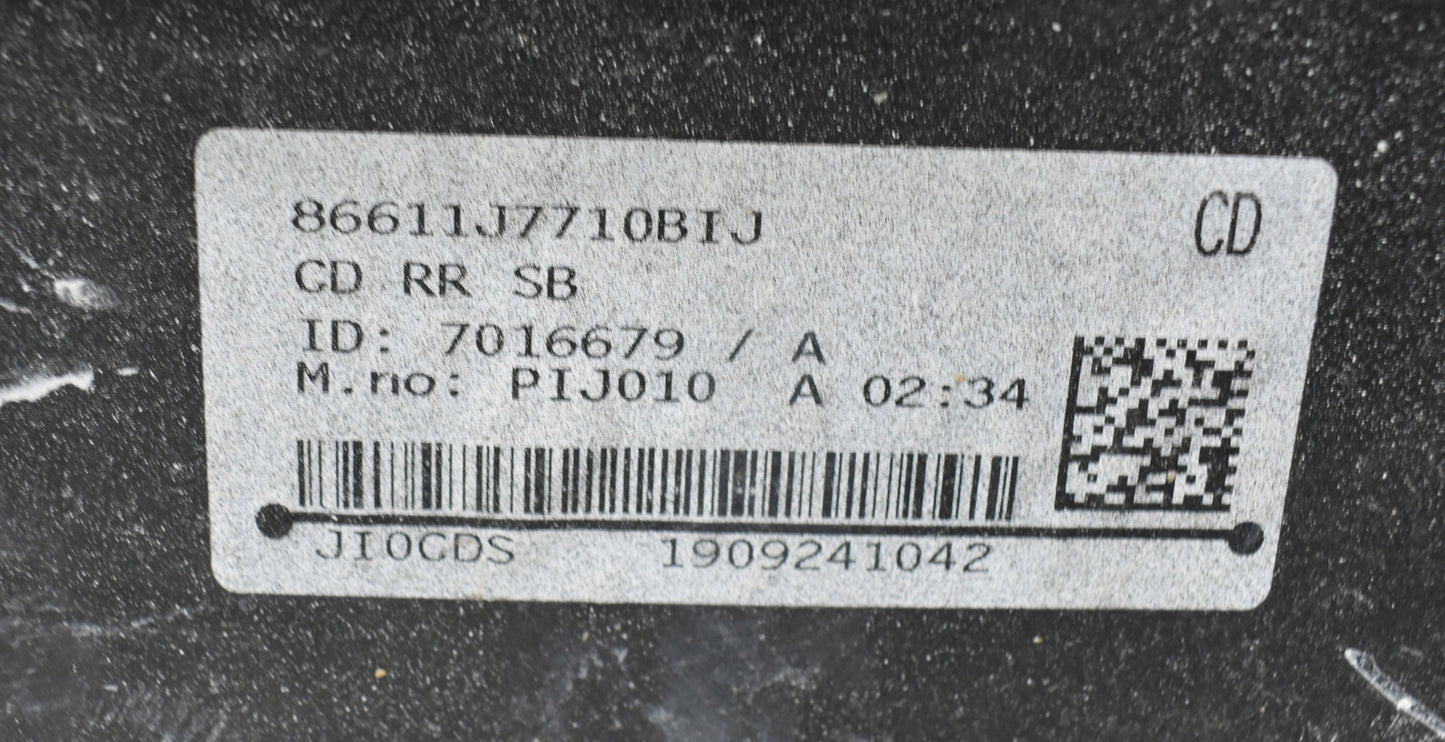 86611J7710BIJ
CD
CD RR SB
ID: 7016679 / A
M.no: PIJ010 A 02:34
JI0CDS 1909241042